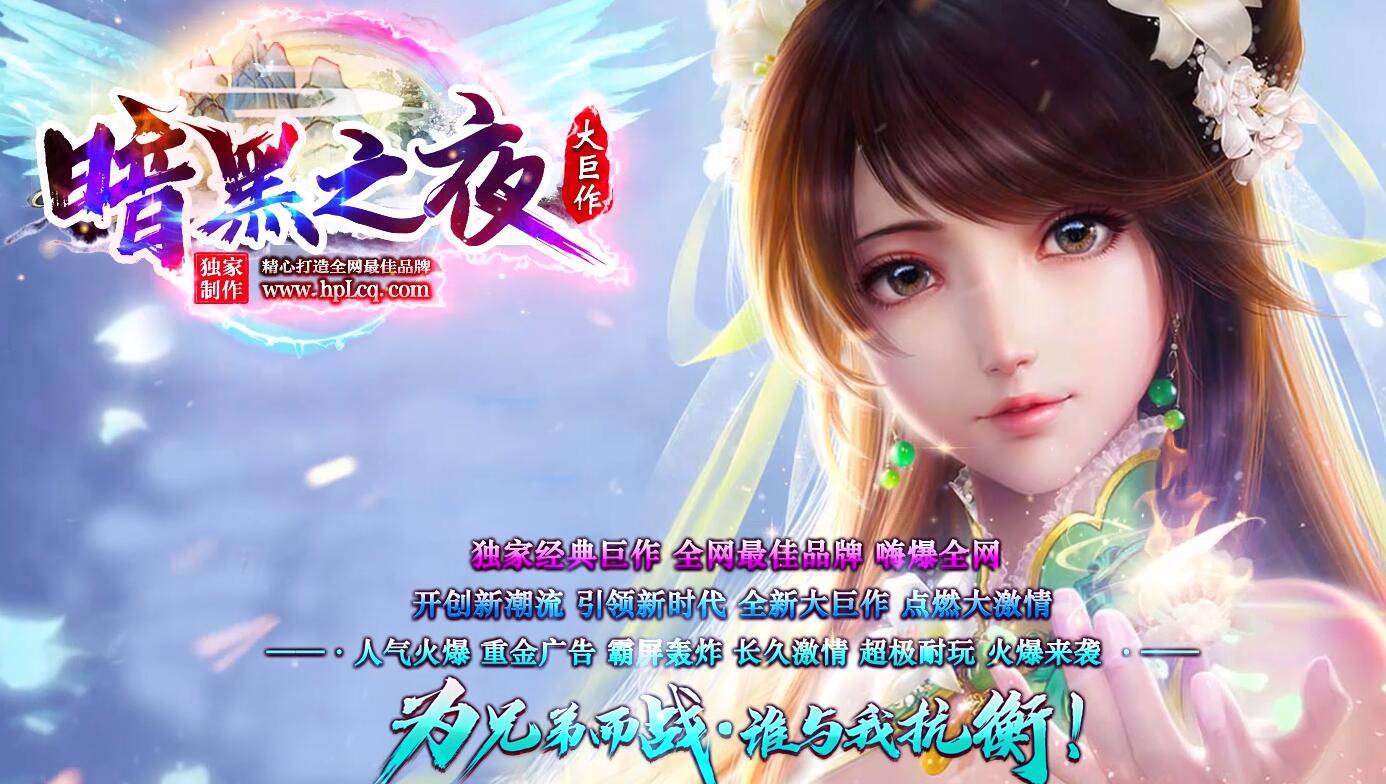 暗黑之夜
大巨作
独家
制作
精心打造全网最佳品牌
www.hpLcq.com
独家经典巨作 全网最佳品牌 嗨爆全网
开创新潮流 引领新时代 全新大巨作 点燃大激情
人气火爆 重金广告 霸屏轰炸 长久激情 超极耐玩 火爆来袭
为兄弟而战·谁与我抗衡!